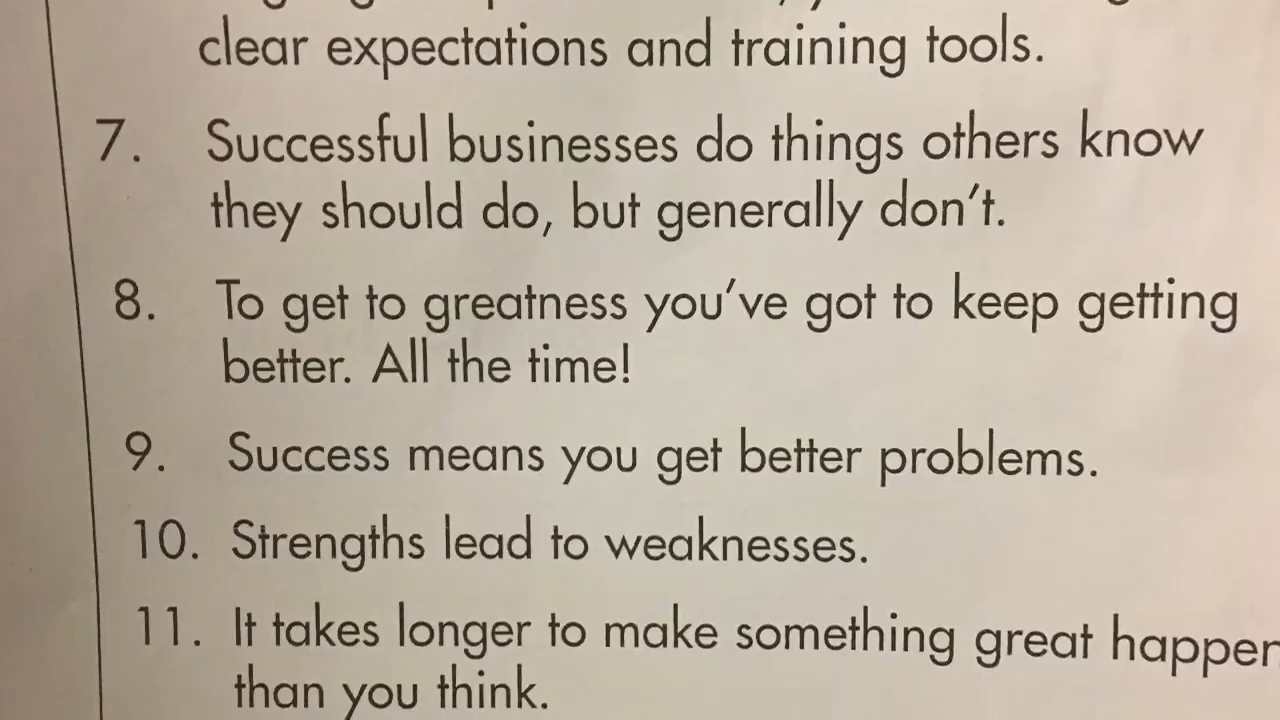 clear expectations and training tools.
7. Successful businesses do things others know
they should do, but generally don't.
8. To get to greatness you've got to keep getting
better. All the time!
9. Success means you get better problems.
10. Strengths lead to weaknesses.
11. It takes longer to make something great happen
than you think.